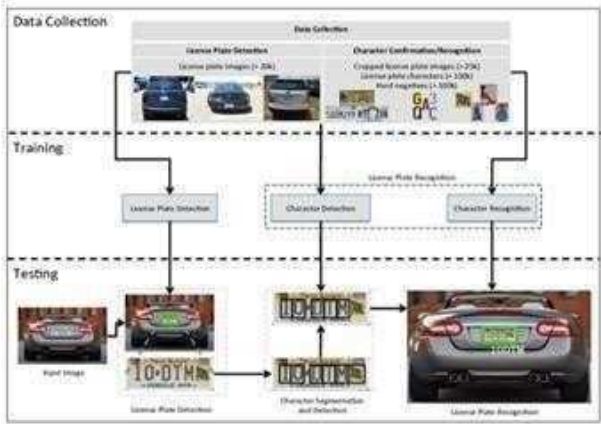 Data Collection
Data Collection
License Plate Detection
Character Confirmation/Recognition
License plate images (> 20k)
Cropped license plate images (> 25k)
License plate characters (> 100k)
Hard negatives (> 300k)
Training
License Plate Recognition
License Plate Detection
Character Detection
Character Recognition
Testing
Input Image
License Plate Detection
Character Segmentation
and Detection
License Plate Recognition